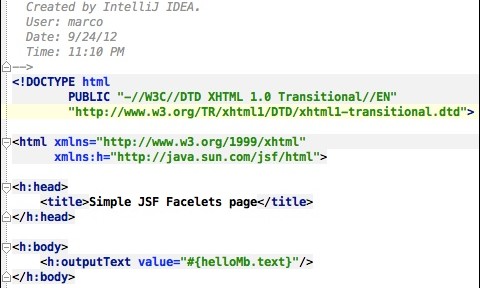 Created by IntelliJ IDEA.
User: marco
Date: 9/24/12
Time: 11:10 PM
-->
<!DOCTYPE html
PUBLIC "-//W3C//DTD XHTML 1.0 Transitional//EN"
"http://www.w3.org/TR/xhtml1/DTD/xhtml1-transitional.dtd">
<html xmlns="http://www.w3.org/1999/xhtml"
xmlns:h="http://java.sun.com/jsf/html">
<h:head>
<title>Simple JSF Facelets page</title>
</h:head>
<h:body>
<h:outputText value="#{helloMb.text}"/>
</h:body>